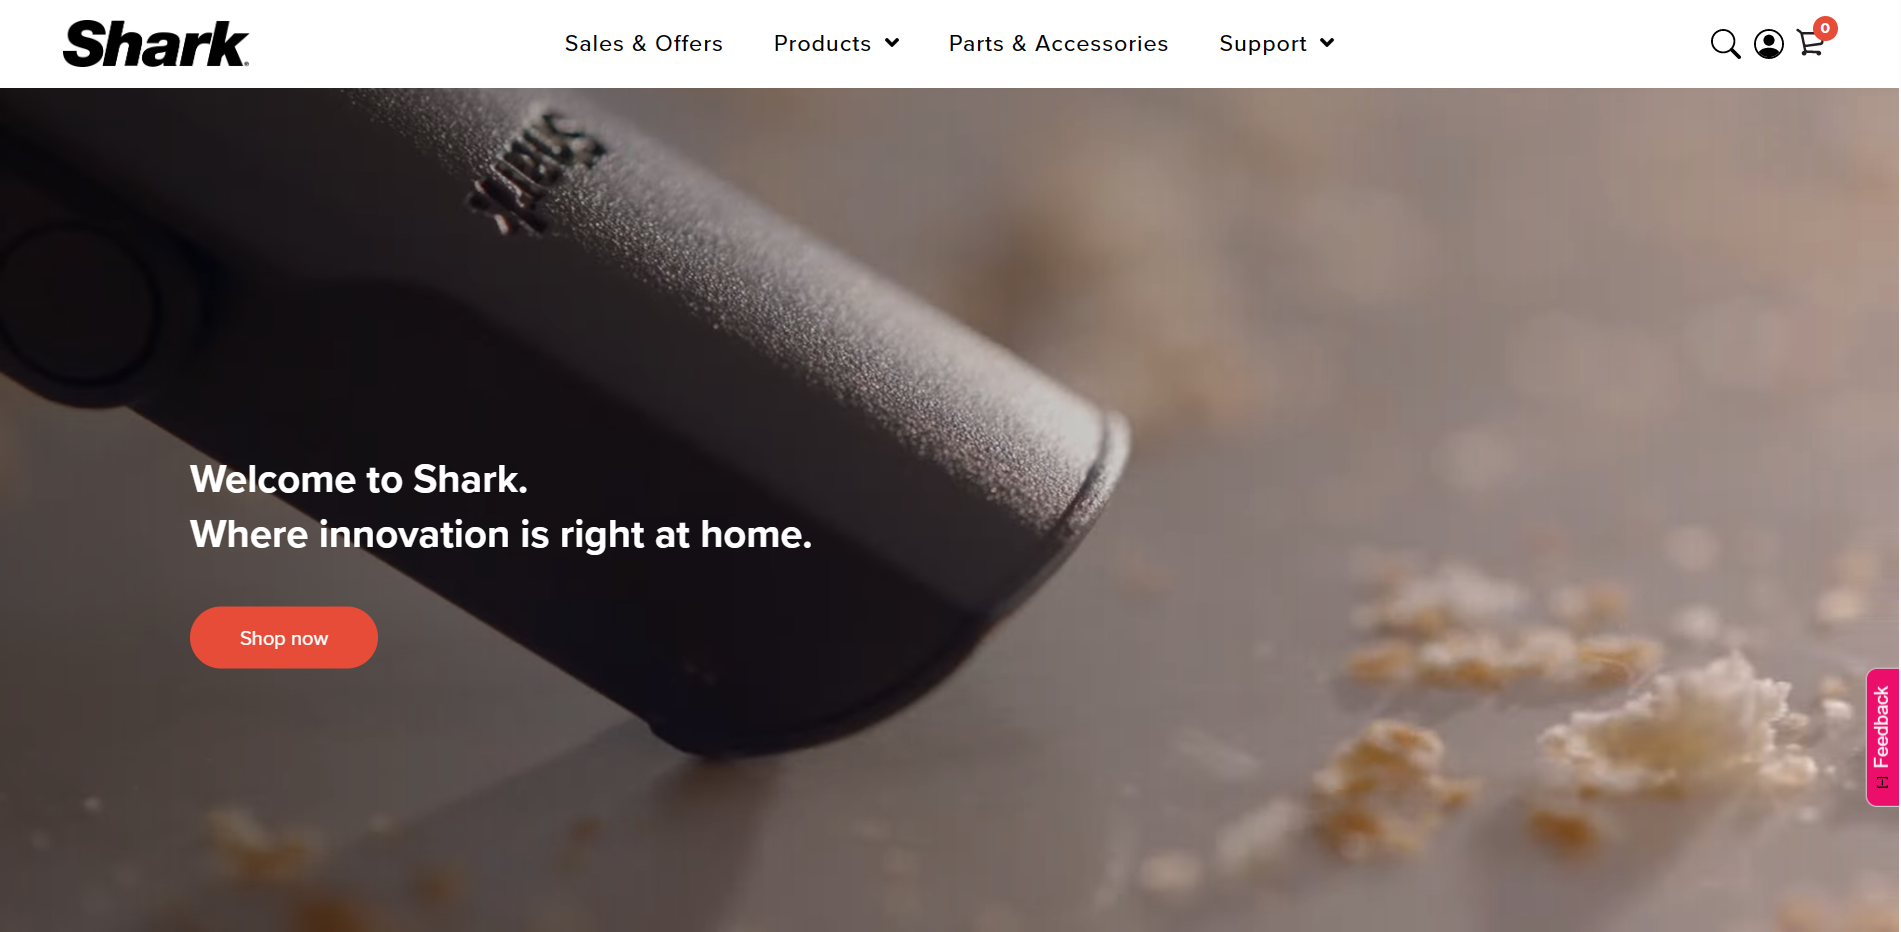 Shark
Sales & Offers
Products
Parts & Accessories
Support
0
Shark
Welcome to Shark.
Where innovation is right at home.
Shop now
Feedback